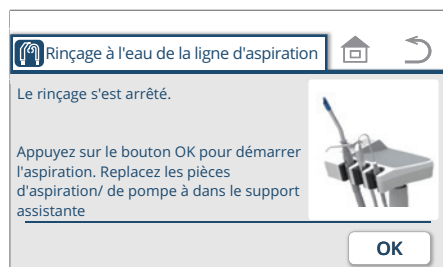 Rinçage à l'eau de la ligne d'aspiration
Le rinçage s'est arrêté.
Appuyez sur le bouton OK pour démarrer
l'aspiration. Replacez les pièces
d'aspiration/ de pompe à dans le support
assistante
OK